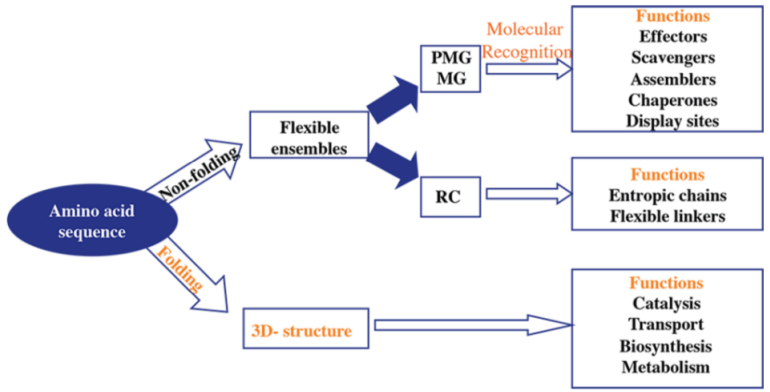 Amino acid
sequence
Non-folding
Folding
Flexible
ensembles
3D- structure
PMG
MG
RC
Molecular
Recognition
Functions
Effectors
Scavengers
Assemblers
Chaperones
Display sites
Functions
Entropic chains
Flexible linkers
Functions
Catalysis
Transport
Biosynthesis
Metabolism